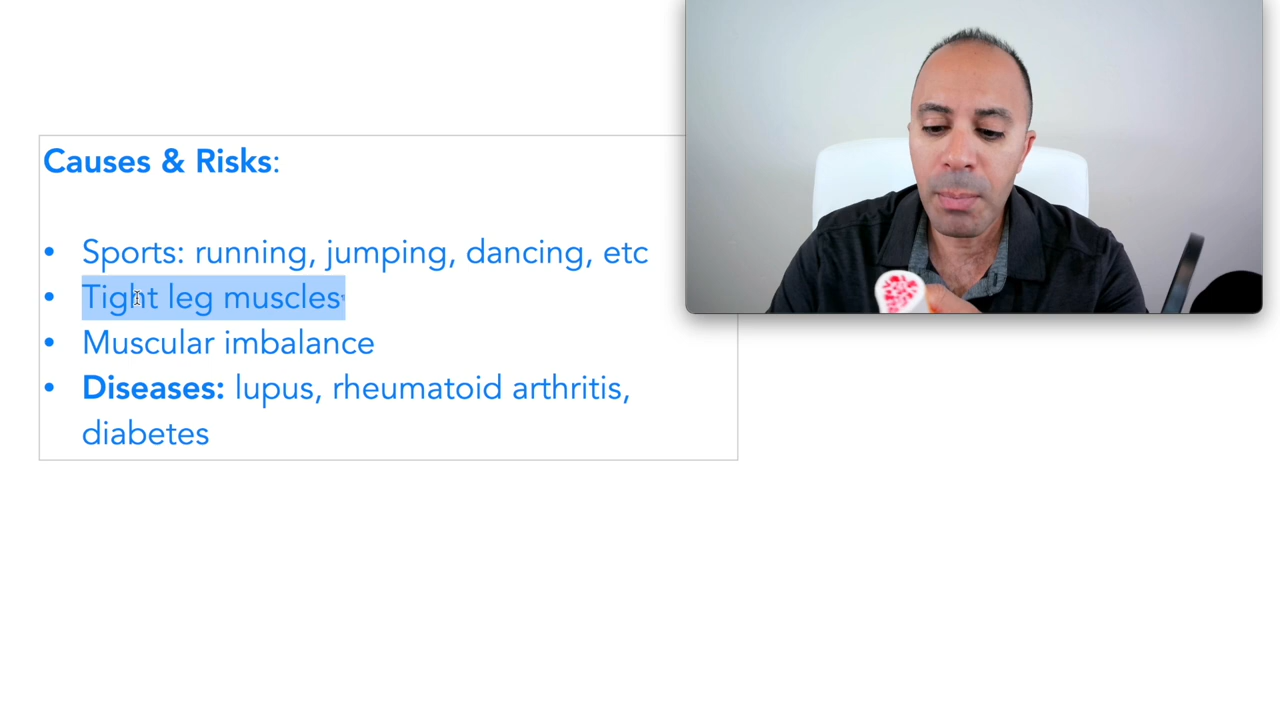 Causes & Risks:
• Sports: running, jumping, dancing, etc
• Tight leg muscles
• Muscular imbalance
• Diseases: lupus, rheumatoid arthritis,
diabetes